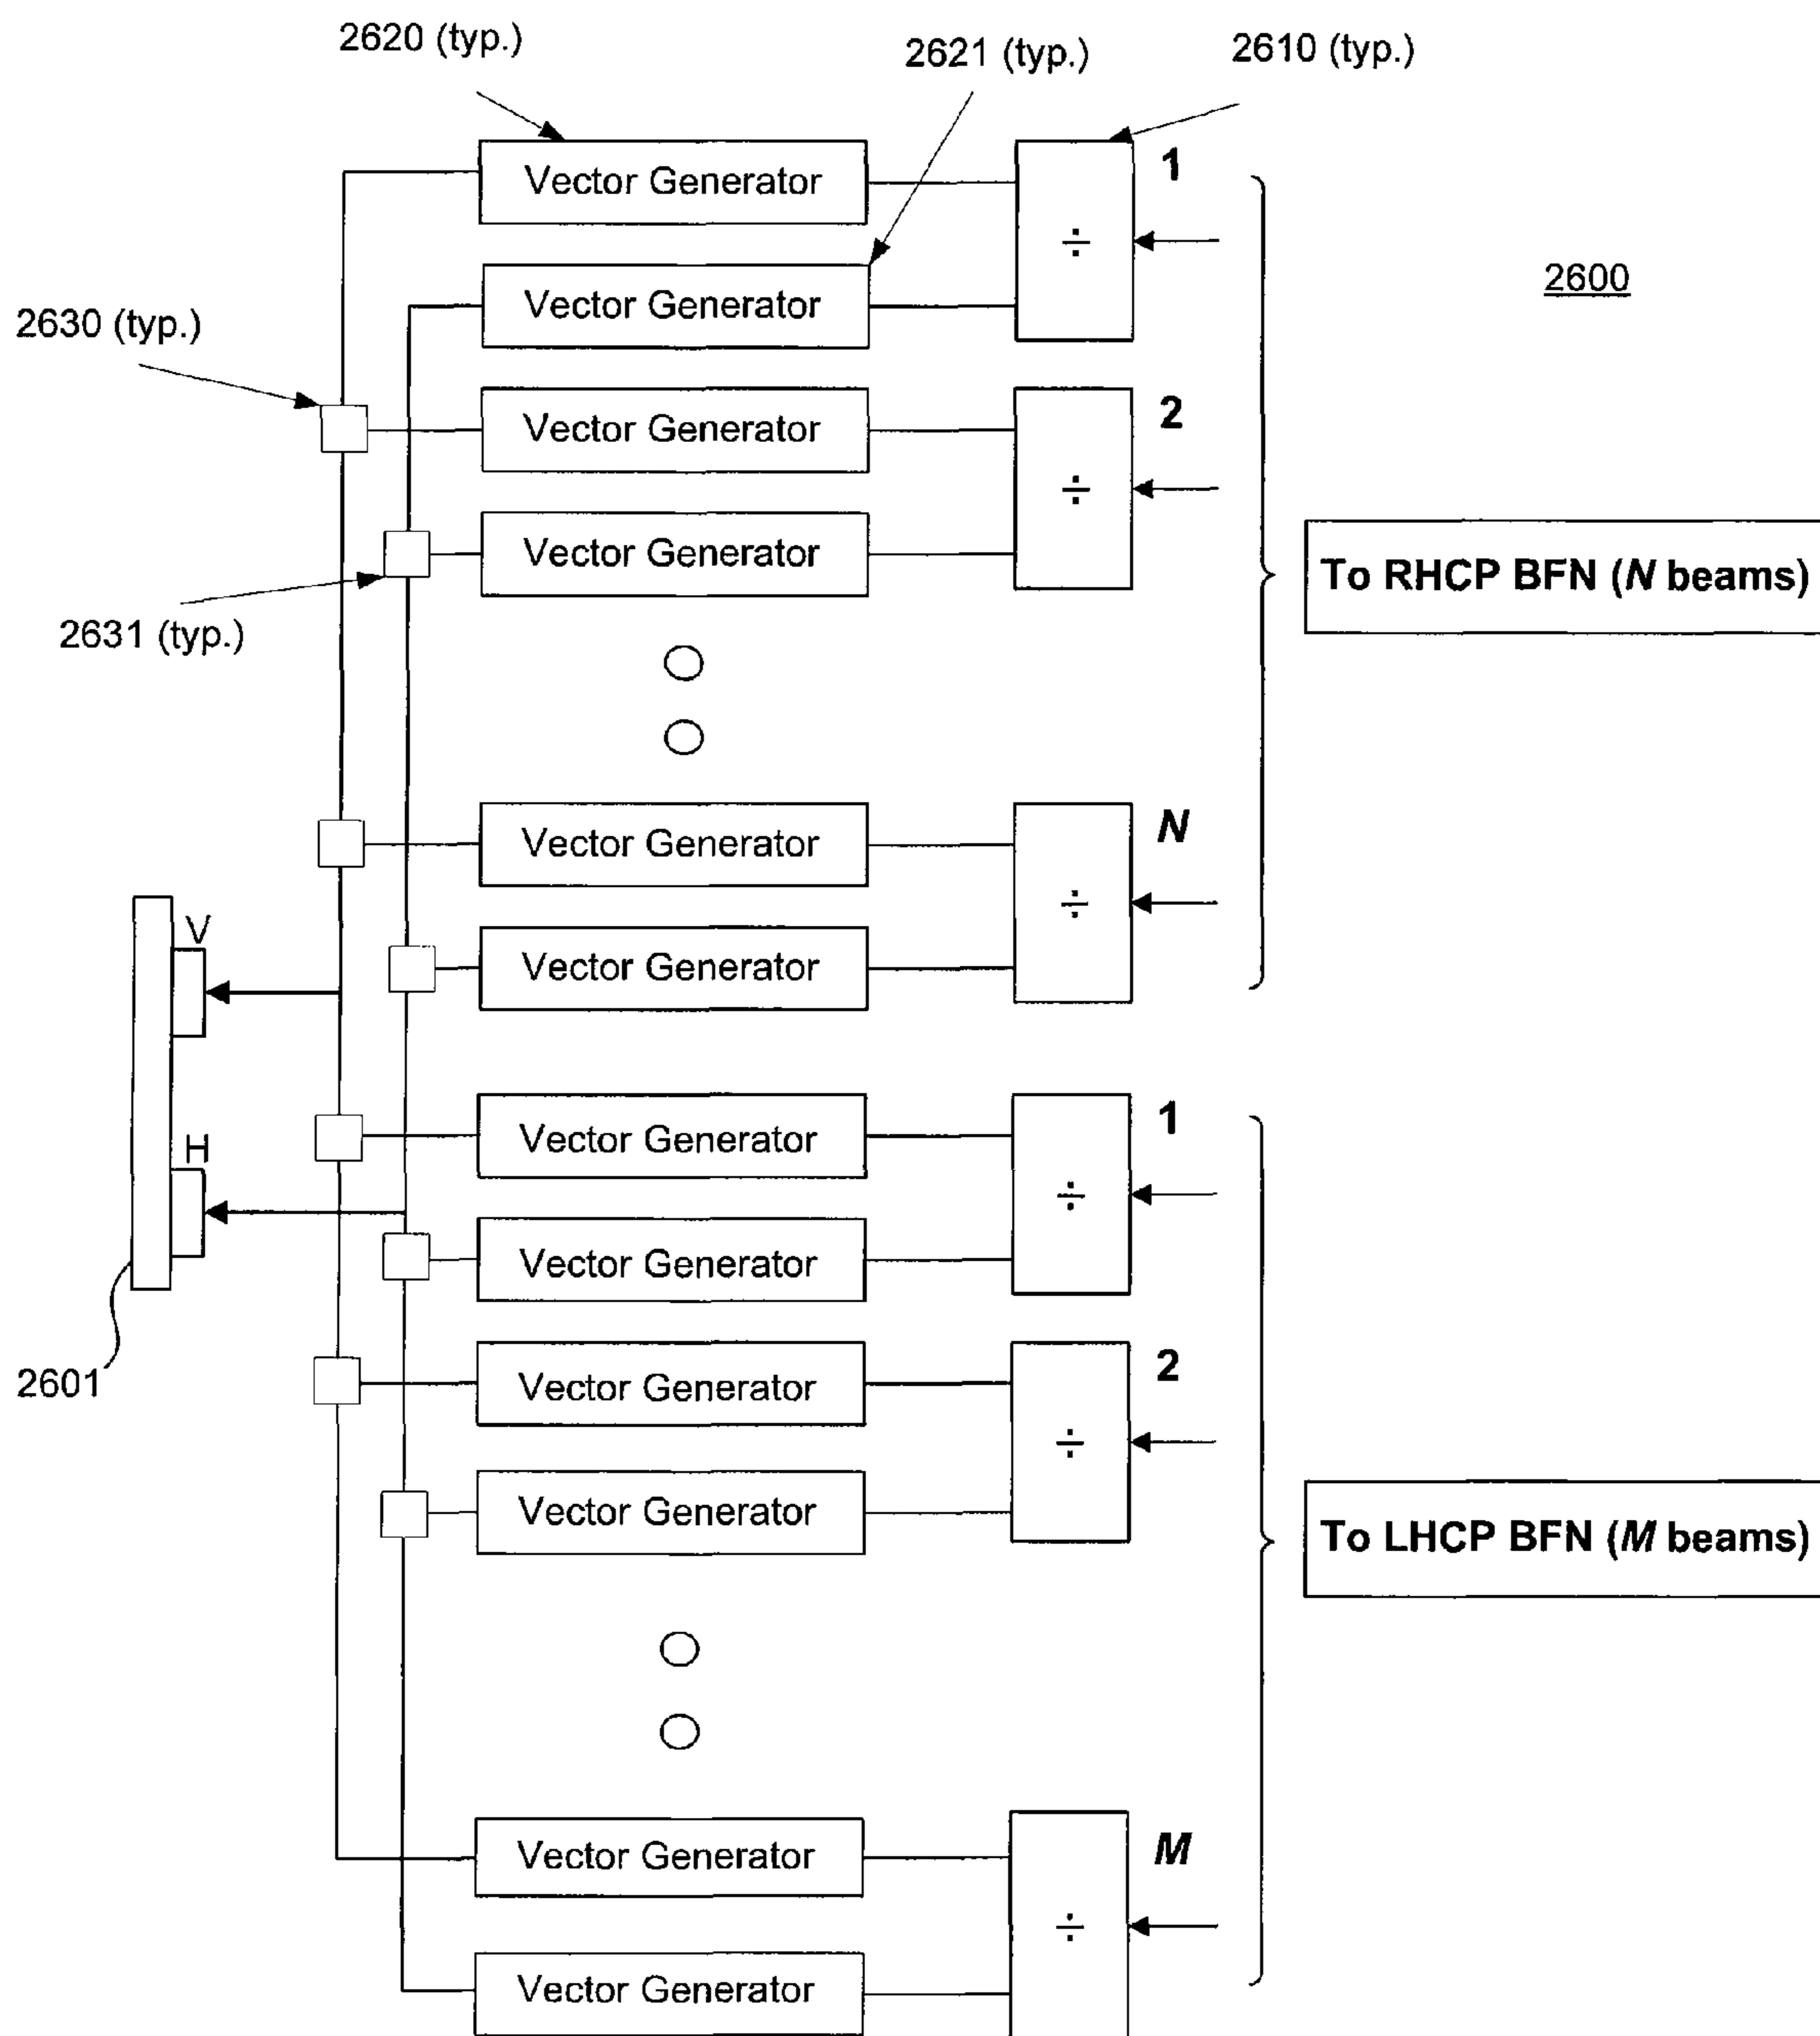 2620 (typ.)
2621 (typ.)
2610 (typ.)
Vector Generator
1
÷
2600
Vector Generator
2630 (typ.)
Vector Generator
2
÷
Vector Generator
To RHCP BFN (N beams)
2631 (typ.)
Vector Generator
N
÷
V
Vector Generator
Vector Generator
1
÷
H
Vector Generator
2601
Vector Generator
2
÷
Vector Generator
To LHCP BFN (M beams)
Vector Generator
M
÷
Vector Generator